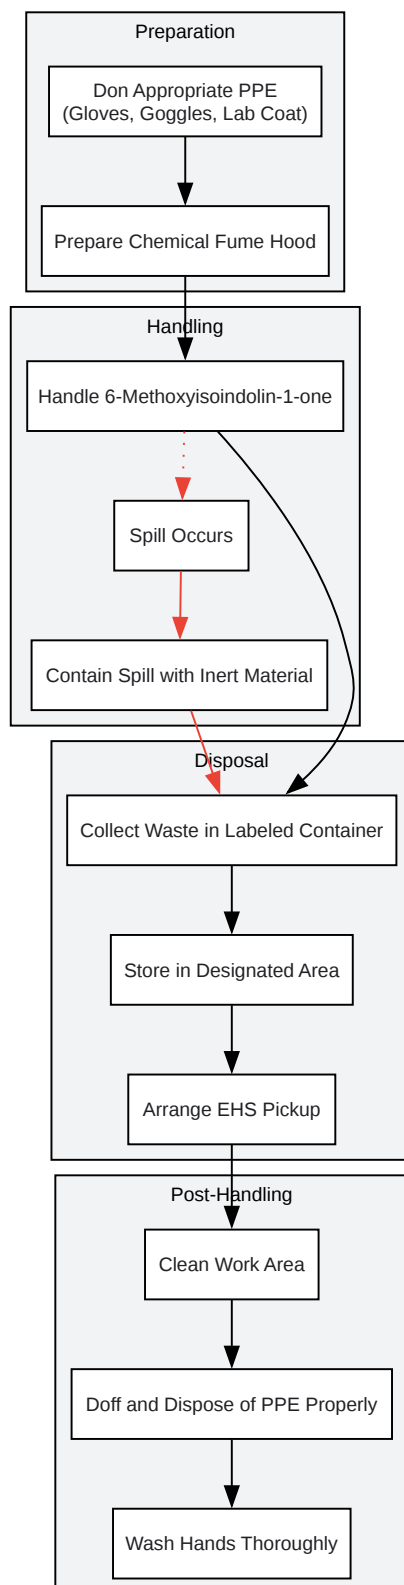 Preparation
Don Appropriate PPE
(Gloves, Goggles, Lab Coat)
Prepare Chemical Fume Hood
Handling
Handle 6-Methoxyisoindolin-1-one
Spill Occurs
Contain Spill with Inert Material
Disposal
Collect Waste in Labeled Container
Store in Designated Area
Arrange EHS Pickup
Post-Handling
Clean Work Area
Doff and Dispose of PPE Properly
Wash Hands Thoroughly